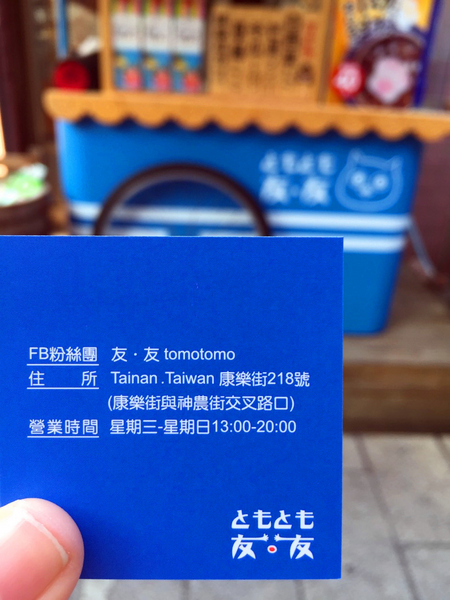 ともとも
友・友
FB粉絲團 友・友 tomotomo
住 所 Tainan .Taiwan 康樂街218號
(康樂街與神農街交叉路口)
營業時間 星期三-星期日13:00-20:00
ともとも
友・友